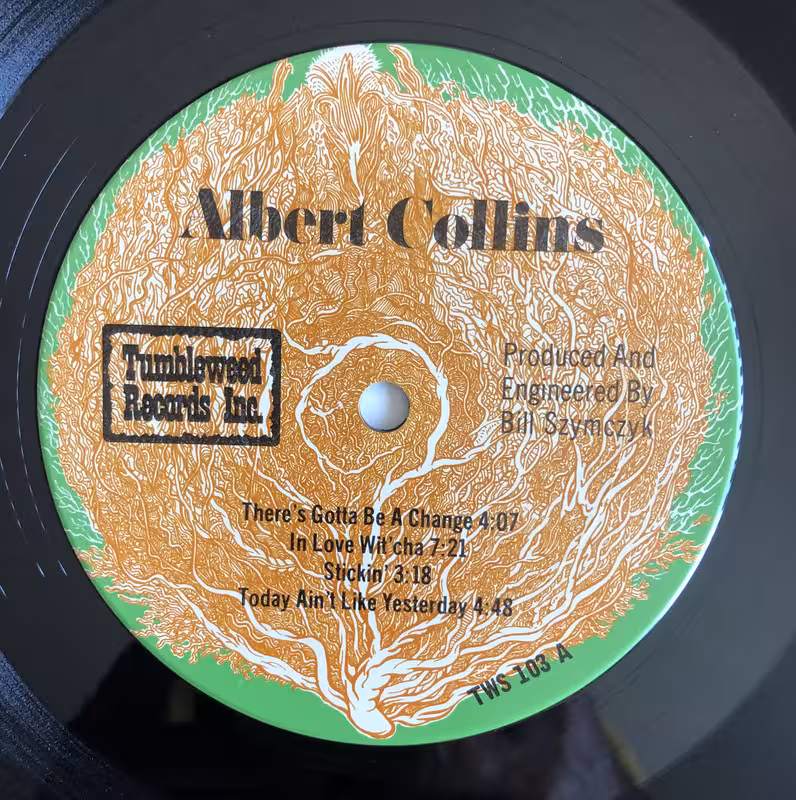 Albert Collins
Tumbleweed
Records Inc.
Produced And
Engineered By
Bill Szymczyk
There's Gotta Be A Change 4:07
In Love Wit'cha 7:21
Stickin' 3:18
Today Ain't Like Yesterday 4:48
TWS 103 A